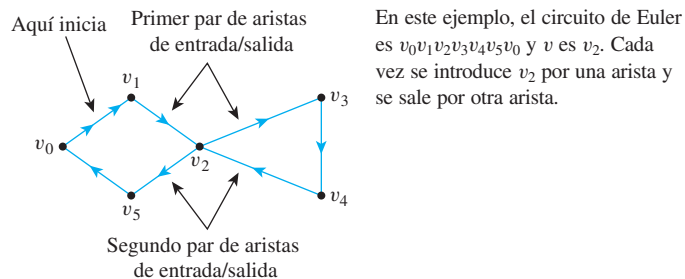 Aquí inicia
Primer par de aristas
de entrada/salida
v₁
v₃
v₀
v₂
v₅
v₄
Segundo par de aristas
de entrada/salida
En este ejemplo, el circuito de Euler
es v₀v₁v₂v₃v₄v₅v₀ y v es v₂. Cada
vez se introduce v₂ por una arista y
se sale por otra arista.